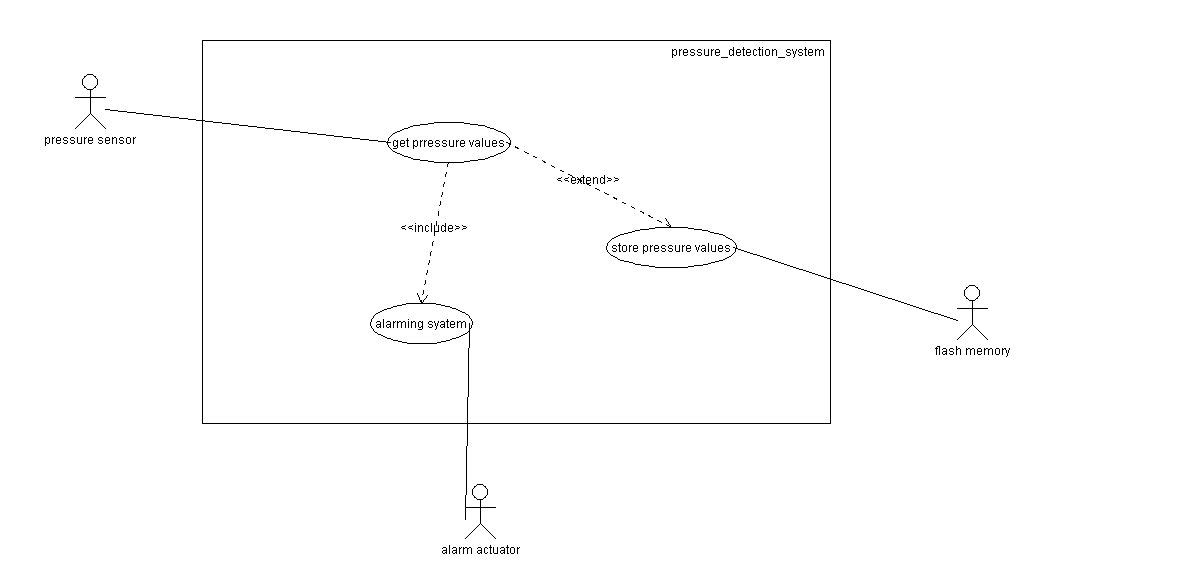 pressure_detection_system
pressure sensor
get prressure values
<<extend>>
<<include>>
store pressure values
alarming syatem
flash memory
alarm actuator